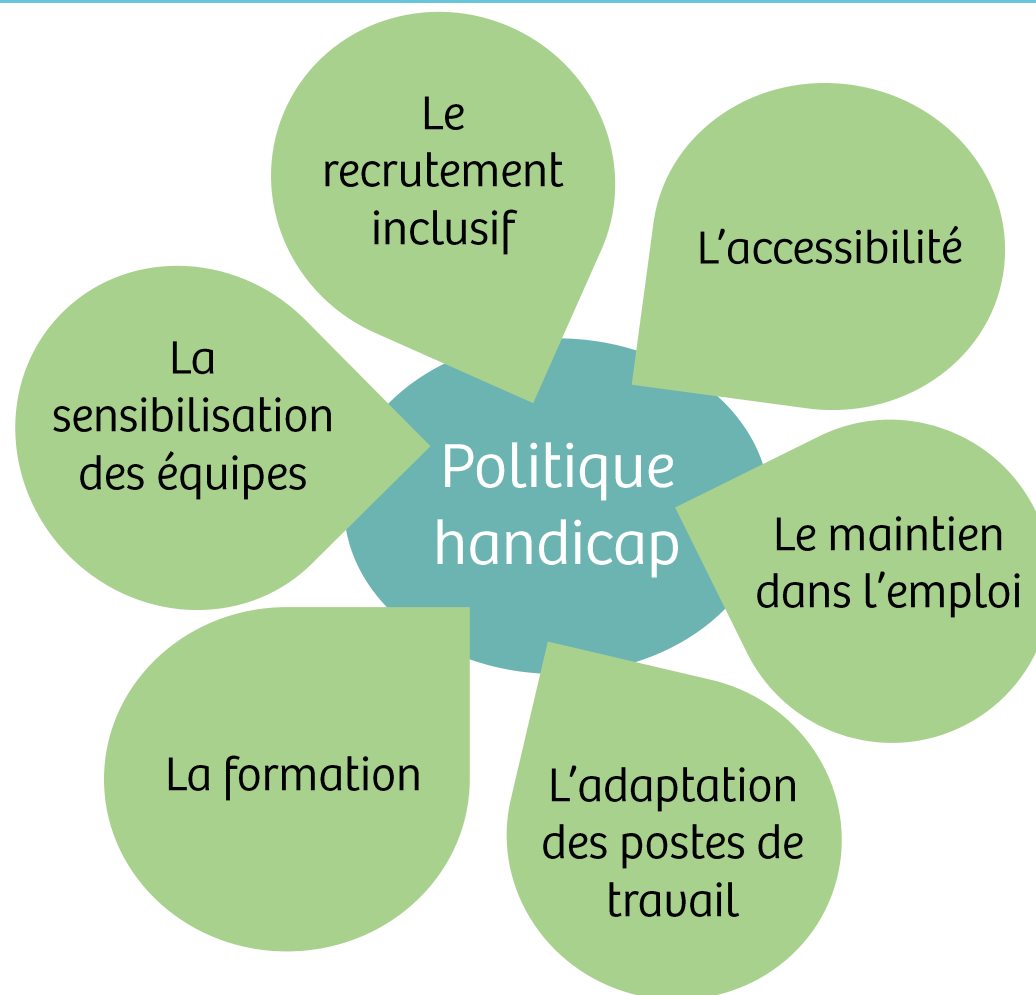 Le
recrutement
inclusif
L'accessibilité
La
sensibilisation
des équipes
Politique
handicap
Le maintien
dans l'emploi
La formation
L'adaptation
des postes de
travail